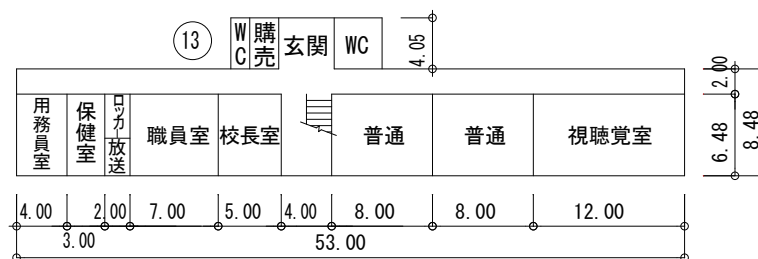 13
WC
購売
玄関
WC
4.05
用務員室
保健室
ロッカー
放送
職員室
校長室
普通
普通
視聴覚室
2.00
6.48
8.48
4.00
3.00
2.00
7.00
5.00
4.00
8.00
8.00
12.00
53.00